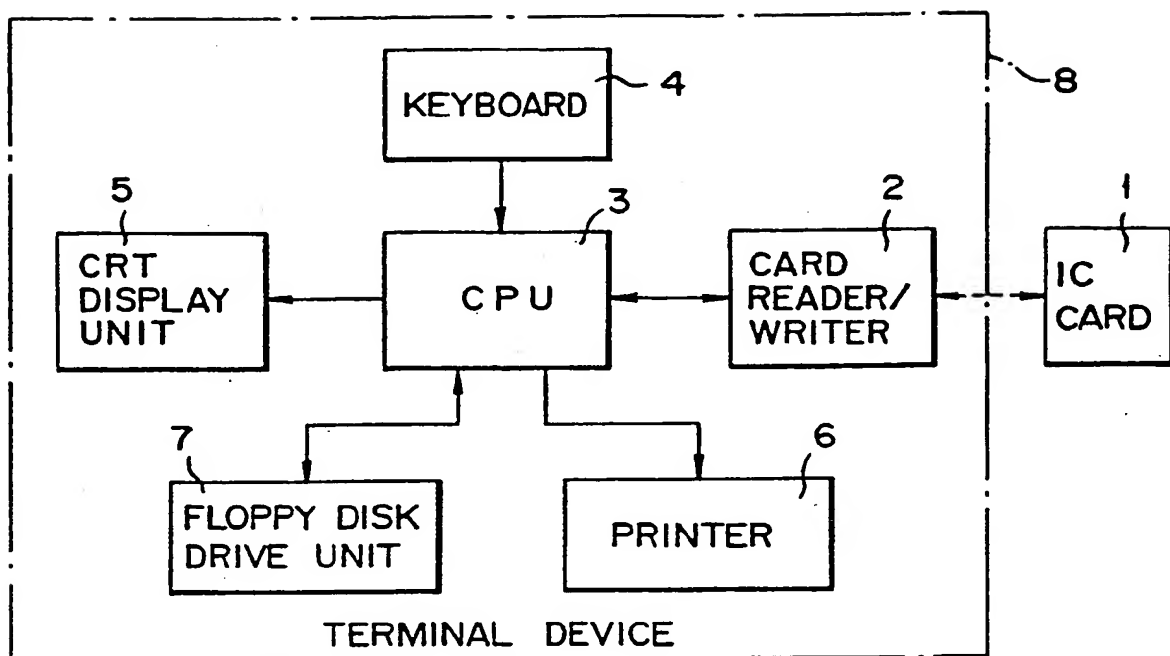 8
4
KEYBOARD
5
CRT
DISPLAY
UNIT
3
CPU
2
CARD
READER/
WRITER
1
IC
CARD
7
FLOPPY DISK
DRIVE UNIT
6
PRINTER
TERMINAL DEVICE